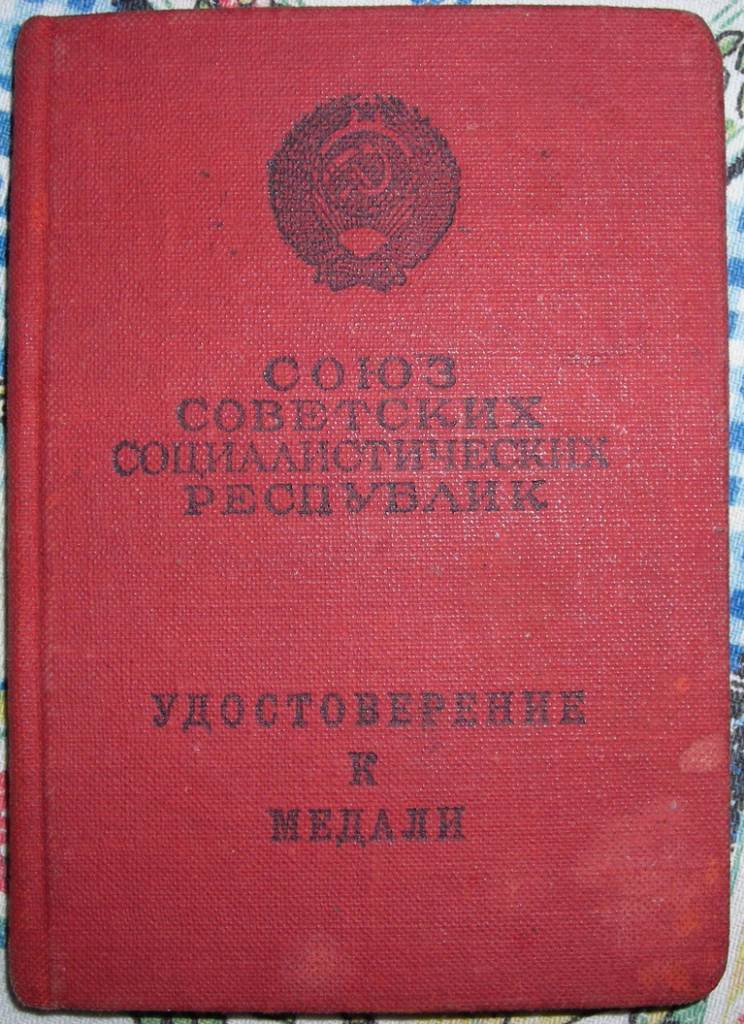 СОЮЗ
СОВЕТСКИХ
СОЦИАЛИСТИЧЕСКИХ
РЕСПУБЛИК
УДОСТОВЕРЕНИЕ
К
МЕДАЛИ